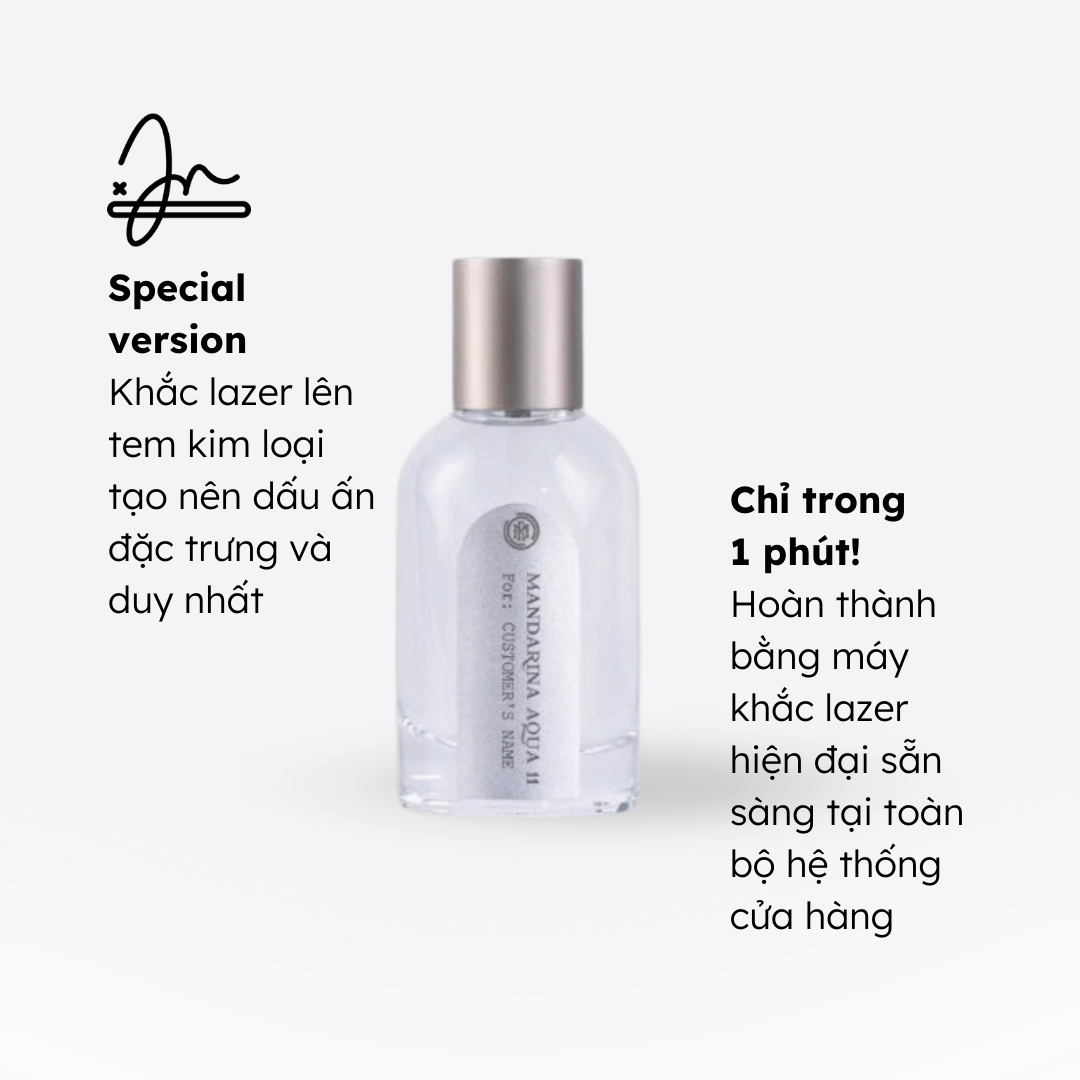 Special
version
Khắc lazer lên
tem kim loại
tạo nên dấu ấn
đặc trưng và
duy nhất
MANDARINA AQUA 11
For: CUSTOMER'S NAME
Chỉ trong
1 phút!
Hoàn thành
bằng máy
khắc lazer
hiện đại sẵn
sàng tại toàn
bộ hệ thống
cửa hàng